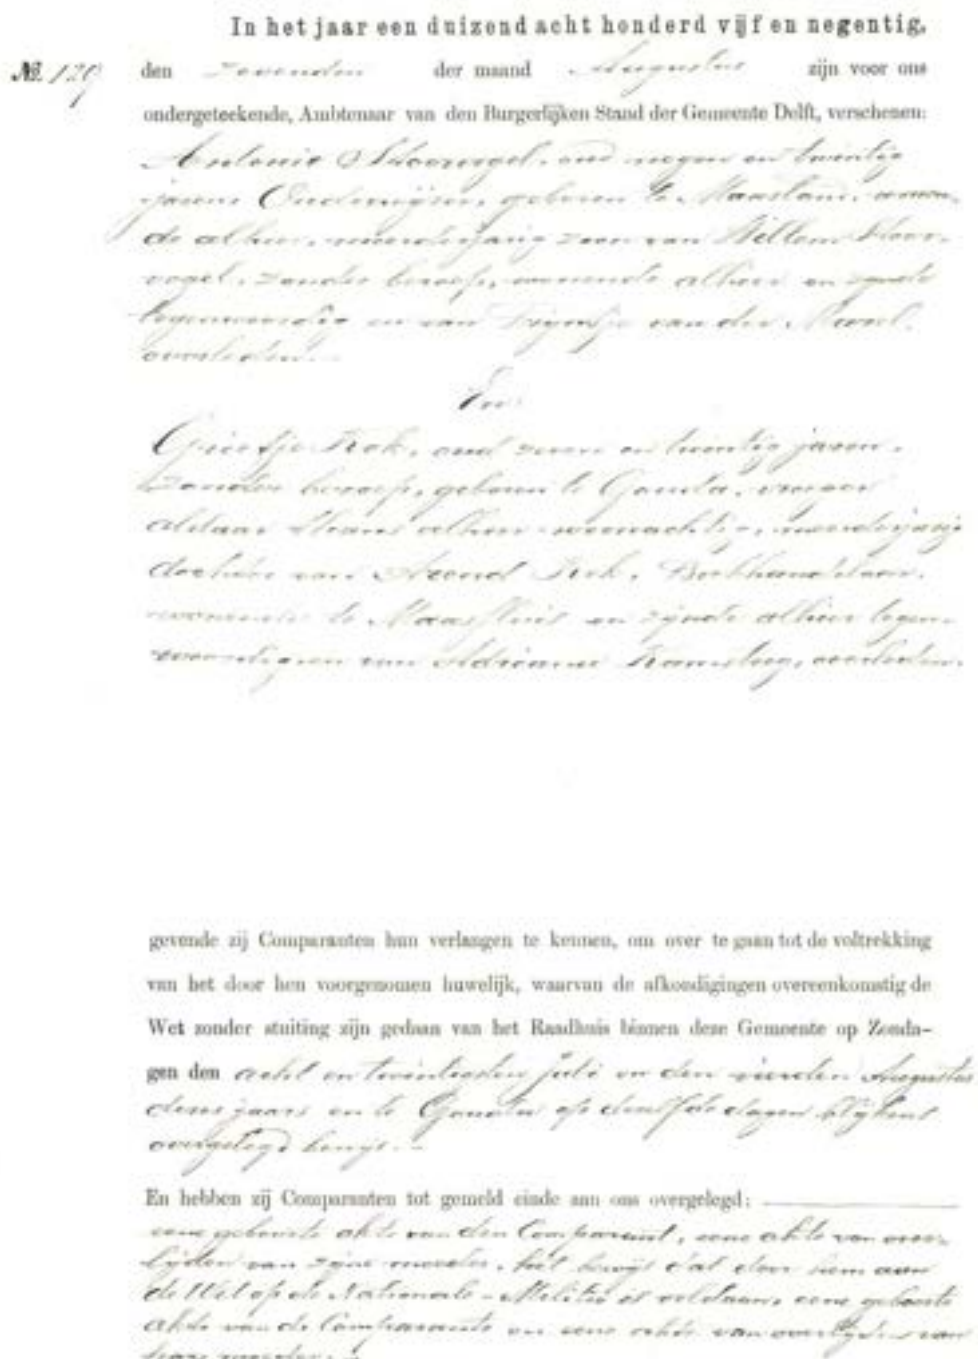 In het jaar een duizend acht honderd vijf en negentig,
№ 129 den zevenden der maand Augustus zijn voor ons
ondergeteekende, Ambtenaar van den Burgerlijken Stand der Gemeente Delft, verschenen:
Antonie oud negen en twintig
jaren, geboren te Maasland, wonen-
de alhier, meerderjarige zoon van Willem
vogel, zonder beroep, wonende alhier en zijnde
tegenwoordig en van van der
overleden.
En
Grietje Kok, oud zeven en twintig jaren,
zonder beroep, geboren te Gouda, vroeger
aldaar thans alhier woonachtig, meerderjarige
dochter van Arend Kok, Boekhandelaar,
wonende te Maassluis en zijnde alhier tegen-
woordig en van overleden.
gevende zij Comparanten hun verlangen te kennen, om over te gaan tot de voltrekking
van het door hen voorgenomen huwelijk, waarvan de afkondigingen overeenkomstig de
Wet zonder stuiting zijn gedaan van het Raadhuis binnen deze Gemeente op Zonda-
gen den acht en twintigsten juli en den vierden Augustus
dezes jaars en te Gouda op dezelfde dagen blijkens
overgelegd bewijs.
En hebben zij Comparanten tot gemeld einde aan ons overgelegd:
eene geboorte akte van den Comparant, eene akte van over-
lijden van zijne moeder, het bewijs dat door hem aan
de Wet op de Nationale Militie is voldaan, eene geboorte
akte van de Comparante en eene akte van overlijden van
hare moeder.